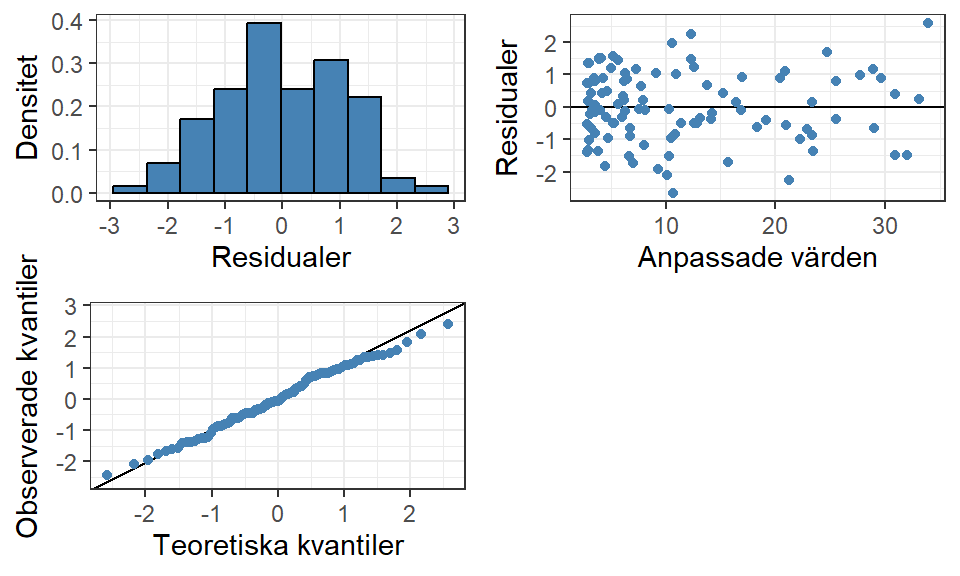 Densitet
0.4
0.3
0.2
0.1
0.0
-3 -2 -1 0 1 2 3
Residualer
Residualer
2
1
0
-1
-2
10 20 30
Anpassade värden
Observerade kvantiler
3
2
1
0
-1
-2
-2 -1 0 1 2
Teoretiska kvantiler